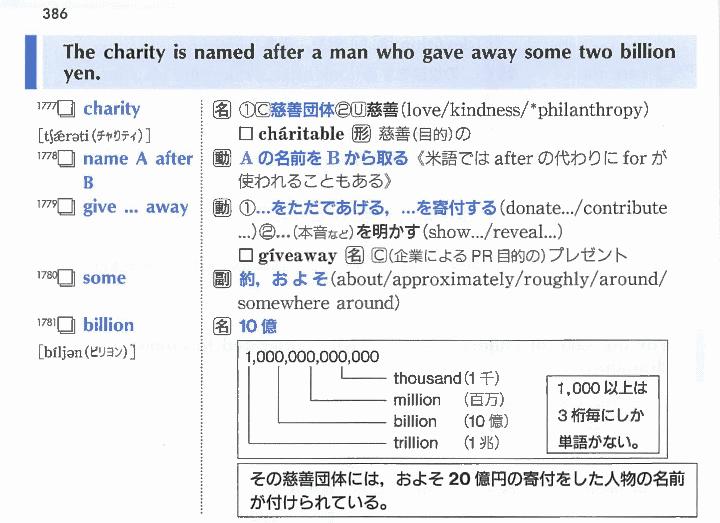 386
The charity is named after a man who gave away some two billion
yen.
1777□ charity
[tʃǽrəti (チャリティ)]
名 ①Ⓒ慈善団体②Ⓤ慈善(love/kindness/*philanthropy)
□ cháritable 形 慈善(目的)の
1778□ name A after
B
動 A の名前を B から取る《米語では after の代わりに for が
使われることもある》
1779□ give ... away
動 ①...をただであげる，...を寄付する(donate.../contribute
...)②...(本音など)を明かす(show.../reveal...)
□ gíveaway 名 Ⓒ(企業による PR 目的の)プレゼント
1780□ some
副 約，およそ(about/approximately/roughly/around/
somewhere around)
1781□ billion
[bíljən(ビリヨン)]
名 10 億
1,000,000,000,000
thousand(1 千)
million (百万)
billion (10 億)
trillion (1 兆)
1,000 以上は
3 桁毎にしか
単語がない。
その慈善団体には，およそ 20 億円の寄付をした人物の名前
が付けられている。